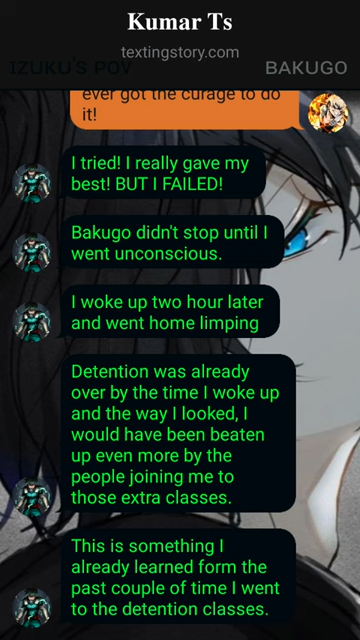 Kumar Ts
textingstory.com
IZUKU'S POV
BAKUGO
ever got the curage to do
it!
I tried! I really gave my
best! BUT I FAILED!
Bakugo didn't stop until I
went unconscious.
I woke up two hour later
and went home limping
Detention was already
over by the time I woke up
and the way I looked, I
would have been beaten
up even more by the
people joining me to
those extra classes.
This is something I
already learned form the
past couple of time I went
to the detention classes.